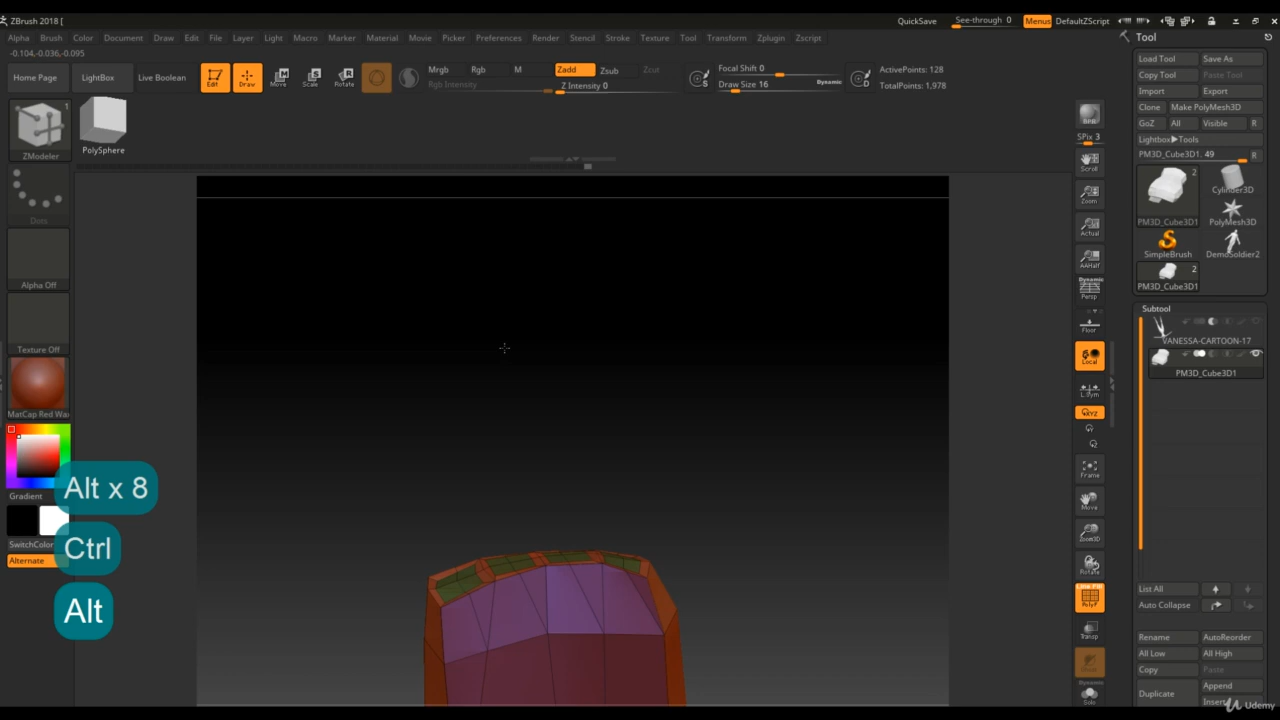 ZBrush 2018 [
QuickSave
See-through 0
Menus
DefaultZScript
Alpha Brush Color Document Draw Edit File Layer Light Macro Marker Material Movie Picker Preferences Render Stencil Stroke Texture Tool Transform Zplugin Zscript
Tool
-0.104,-0.036,-0.095
Home Page
LightBox
Live Boolean
Edit
Draw
Move
Scale
Rotate
Mrgb
Rgb
M
Rgb Intensity
Zadd
Zsub
Zcut
Z Intensity 0
Focal Shift 0
Draw Size 16
Dynamic
ActivePoints: 128
TotalPoints: 1,978
Load Tool
Save As
Copy Tool
Paste Tool
Import
Export
Clone
Make PolyMesh3D
GoZ
All
Visible
R
Lightbox▶Tools
PM3D_Cube3D1. 49
R
2
PM3D_Cube3D1
Cylinder3D
PolyMesh3D
SimpleBrush
DemoSoldier2
2
PM3D_Cube3D1
Subtool
VANESSA-CARTOON-17
PM3D_Cube3D1
List All
Auto Collapse
Rename
AutoReorder
All Low
All High
Copy
Paste
Duplicate
Append
Insert
1
ZModeler
PolySphere
Dots
Alpha Off
Texture Off
MatCap Red Wax
Gradient
SwitchColor
Alternate
Alt x 8
Ctrl
Alt
BPR
SPix 3
Scroll
Zoom
Actual
AAHalf
Dynamic
Persp
Floor
Local
L.Sym
XYZ
Frame
Move
Zoom3D
Rotate
Line Fill
PolyF
Transp
Dynamic
Solo
Udemy